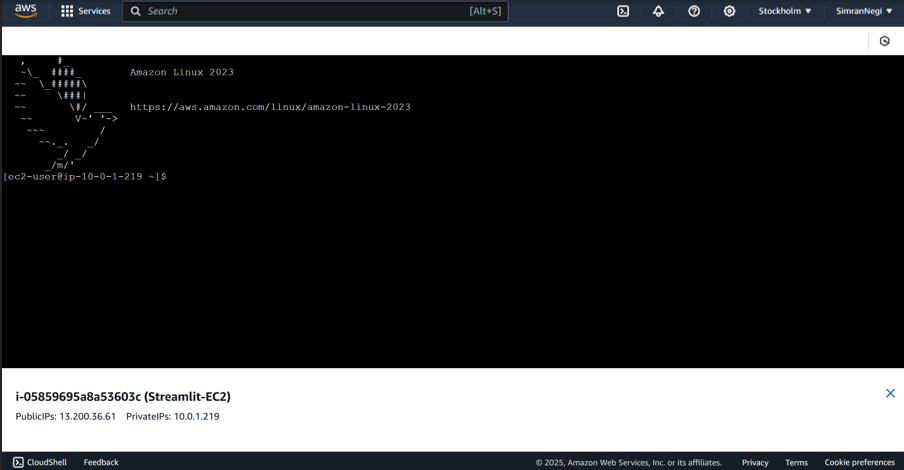 aws Services Search [Alt+S] Stockholm ▼ SimranNegi ▼
   ,     #_
   ~\_  ####_        Amazon Linux 2023
  ~~  \_#####\
  ~~     \###|
  ~~       \#/ ___   https://aws.amazon.com/linux/amazon-linux-2023
   ~~       V~' '->
    ~~~         /
      ~~._.   _/
         _/ _/
       _/m/'
[ec2-user@ip-10-0-1-219 ~]$
i-05859695a8a53603c (Streamlit-EC2)
PublicIPs: 13.200.36.61 PrivateIPs: 10.0.1.219
CloudShell Feedback © 2025, Amazon Web Services, Inc. or its affiliates. Privacy Terms Cookie preferences